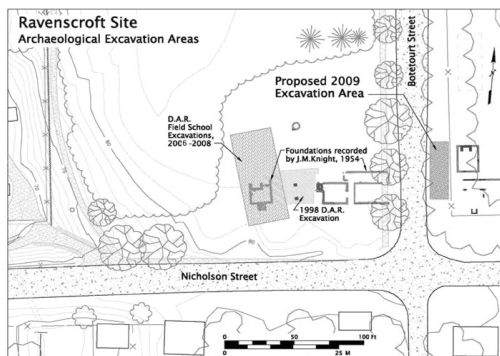 Ravenscroft Site
Archaeological Excavation Areas
Botetourt Street
Proposed 2009
Excavation Area
D.A.R.
Field School
Excavations,
2006-2008
Foundations recorded
by J.M.Knight, 1954
1998 D.A.R.
Excavation
Nicholson Street
0 50 100 Ft
0 25 M